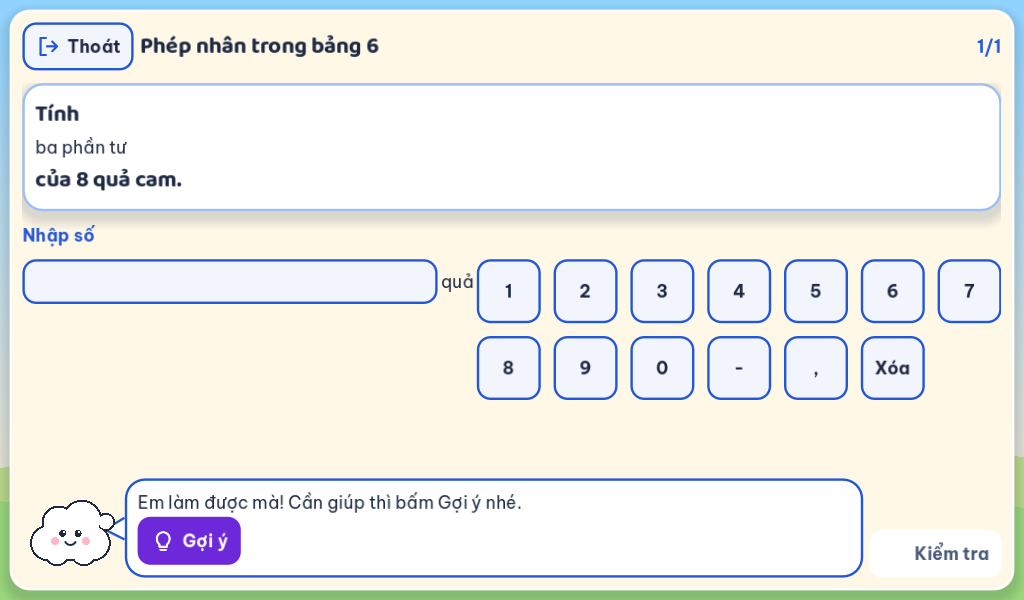 Thoát
Phép nhân trong bảng 6
1/1
Tính
ba phần tư
của 8 quả cam.
Nhập số
quả
1 2 3 4 5 6 7
8 9 0 - , Xóa
Em làm được mà! Cần giúp thì bấm Gợi ý nhé.
Gợi ý
Kiểm tra